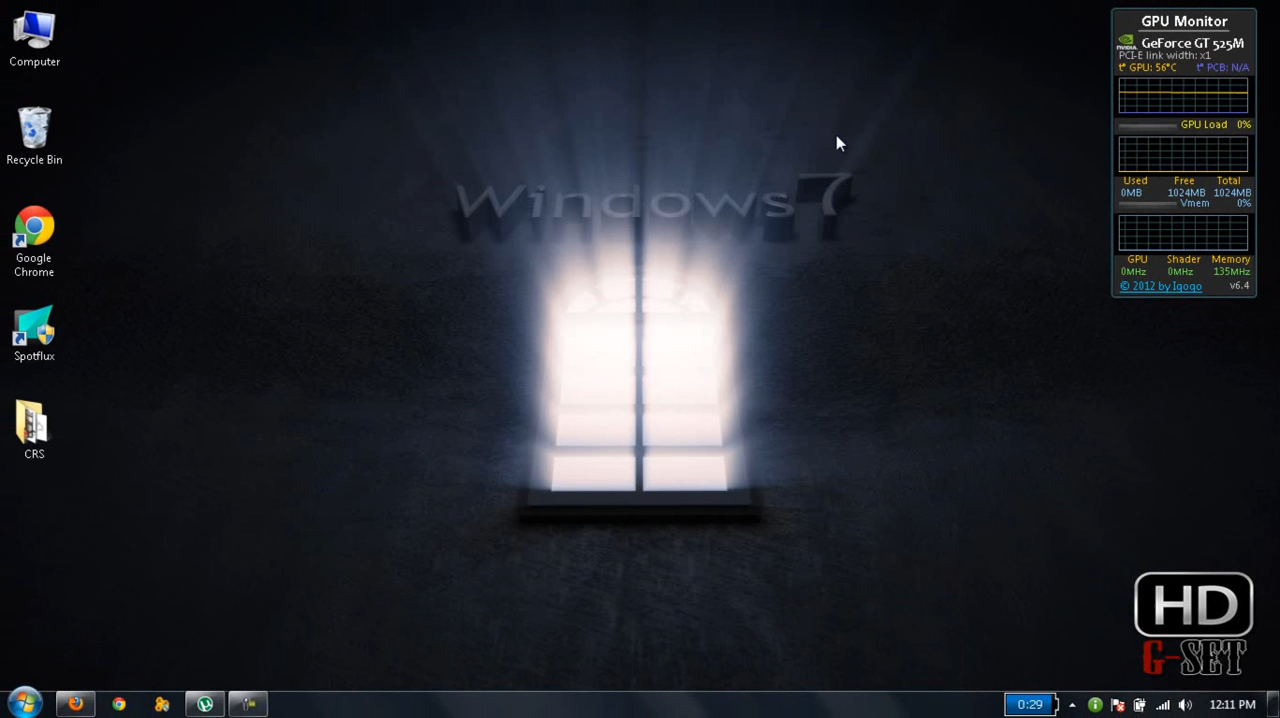 Computer
Recycle Bin
Google
Chrome
Spotflux
CRS
Windows 7
GPU Monitor
NVIDIA
GeForce GT 525M
PCI-E link width: x1
t° GPU: 56°C t° PCB: N/A
GPU Load 0%
Used Free Total
0MB 1024MB 1024MB
Vmem 0%
GPU Shader Memory
0MHz 0MHz 135MHz
© 2012 by Igogo v6.4
HD
G-SET
0:29
12:11 PM